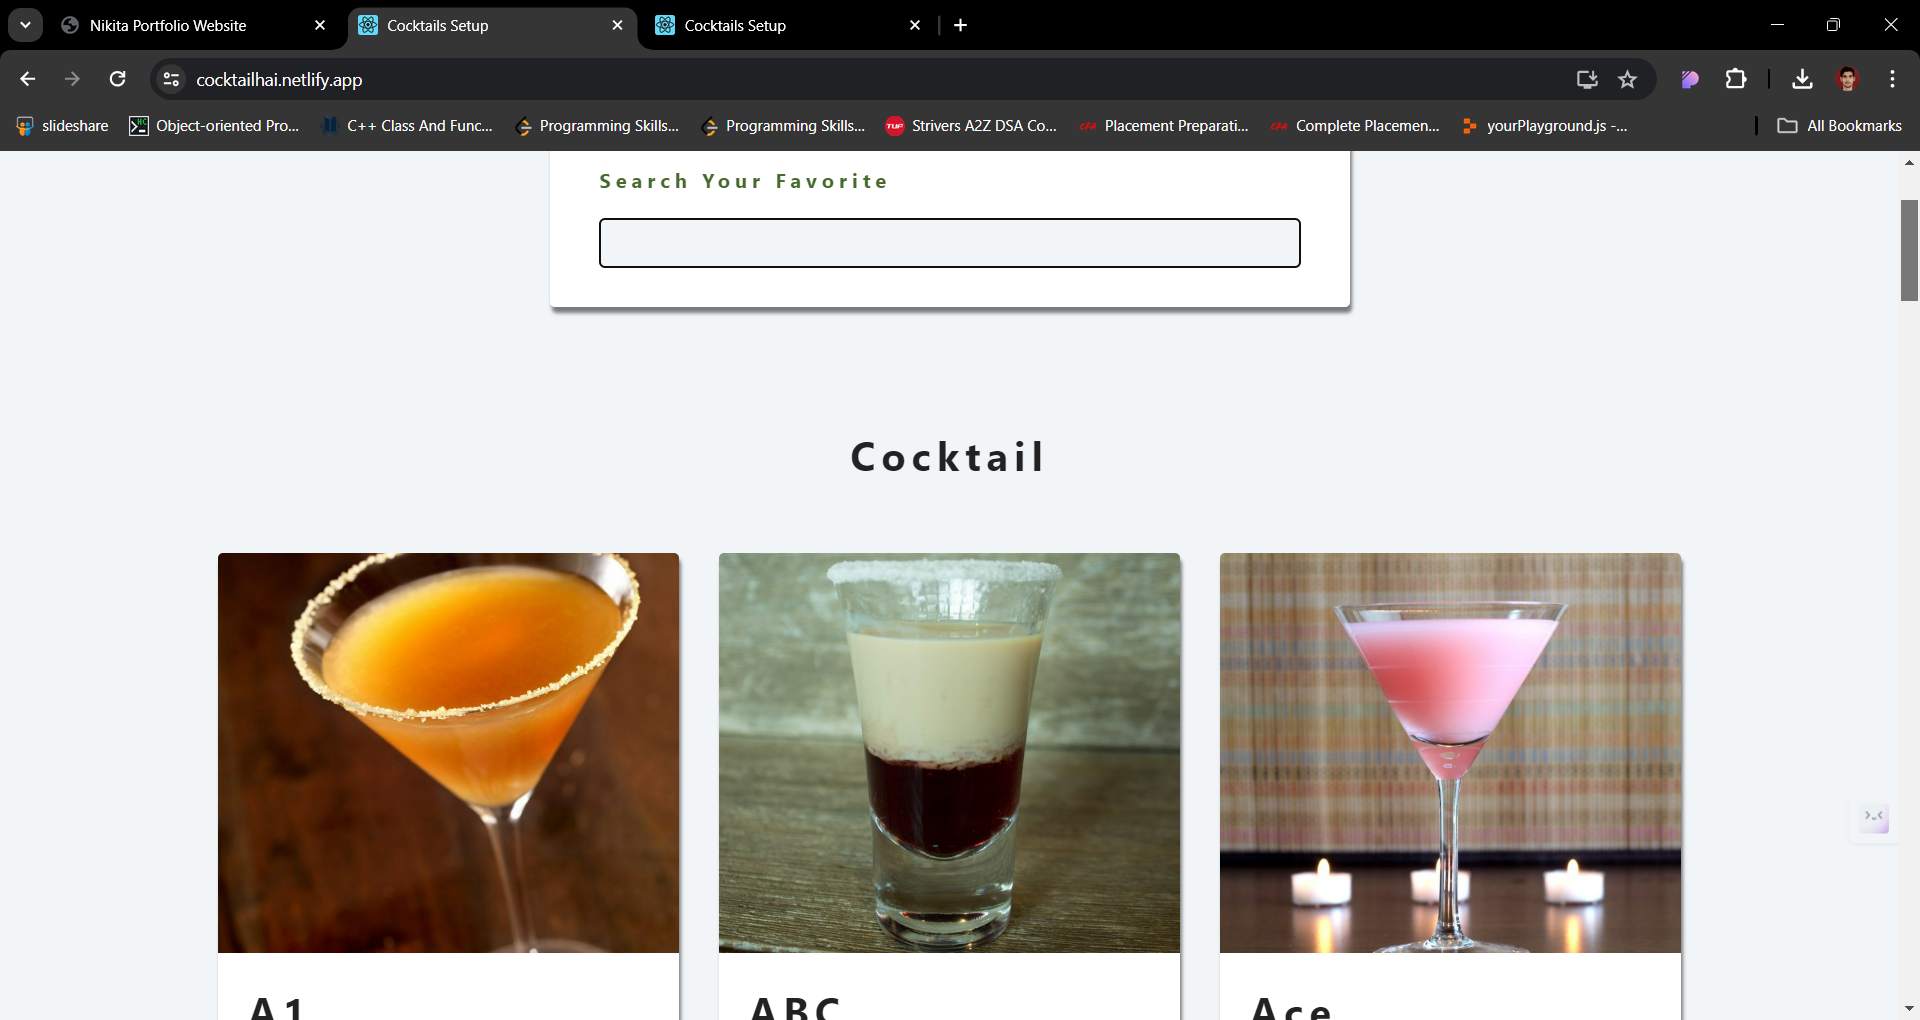 Nikita Portfolio Website
Cocktails Setup
Cocktails Setup
cocktailhai.netlify.app
slideshare
Object-oriented Pro...
C++ Class And Func...
Programming Skills...
Programming Skills...
TUF
Strivers A2Z DSA Co...
Placement Preparati...
Complete Placemen...
yourPlayground.js -...
All Bookmarks
Search Your Favorite
Cocktail
A1
ABC
Ace